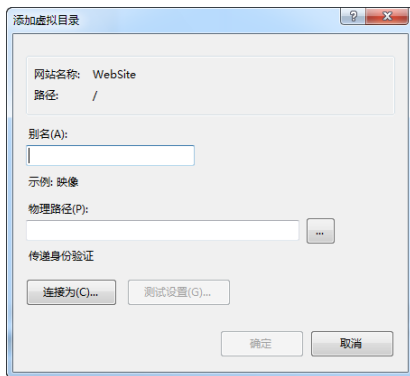 添加虚拟目录
网站名称: WebSite
路径: /
别名(A):
示例: 映像
物理路径(P):
...
传递身份验证
连接为(C)... 测试设置(G)...
确定 取消